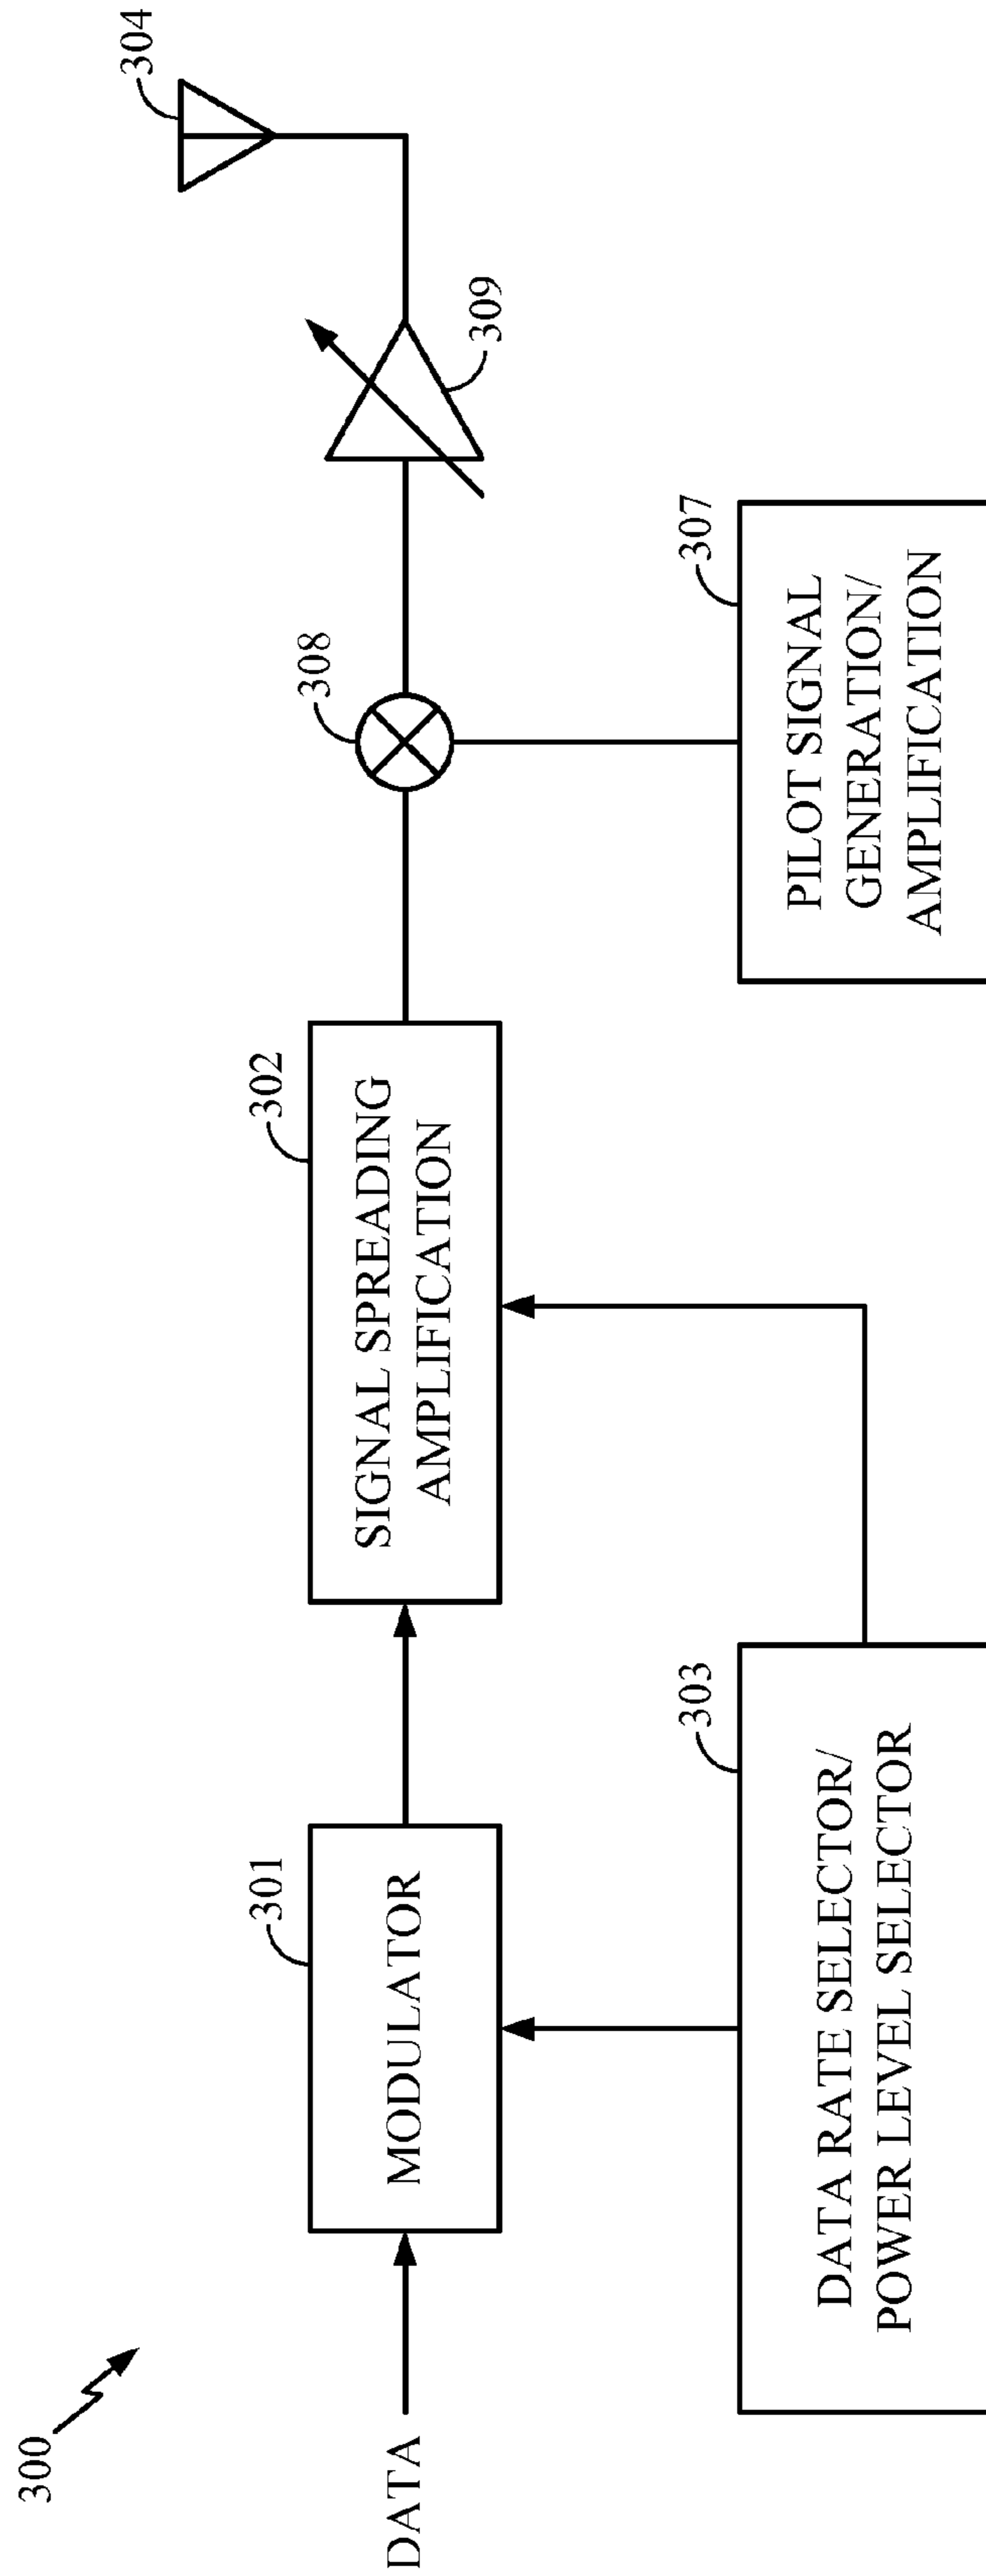 300
DATA
301
MODULATOR
302
SIGNAL SPREADING
AMPLIFICATION
308
309
304
303
DATA RATE SELECTOR/
POWER LEVEL SELECTOR
307
PILOT SIGNAL
GENERATION/
AMPLIFICATION